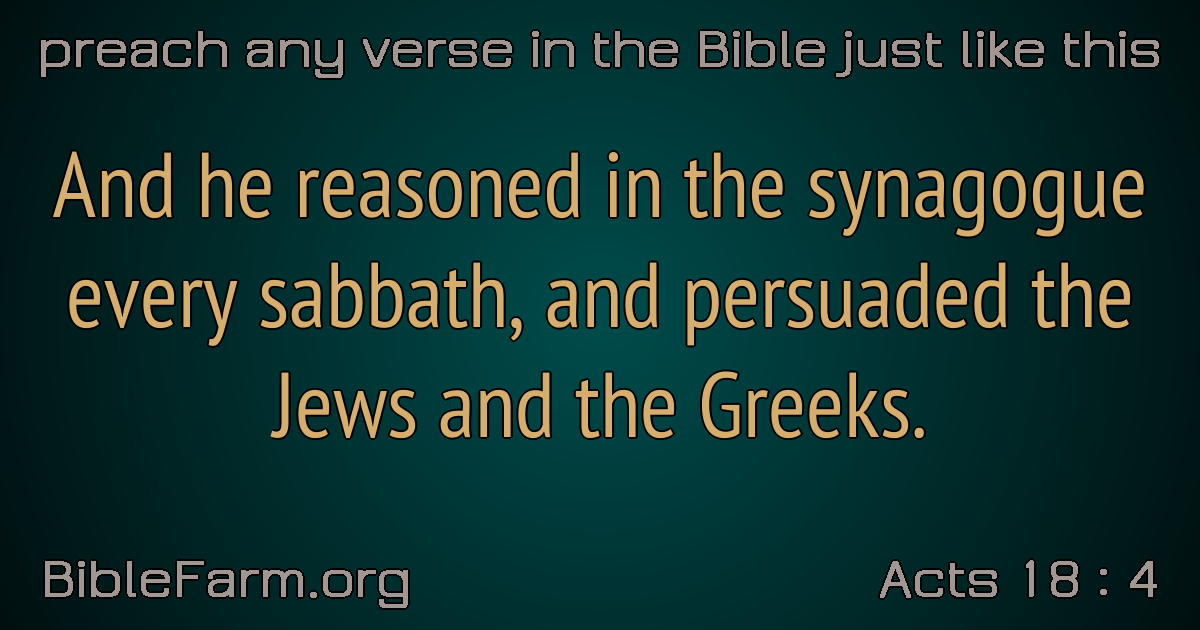 preach any verse in the Bible just like this
And he reasoned in the synagogue
every sabbath, and persuaded the
Jews and the Greeks.
BibleFarm.org
Acts 18 : 4